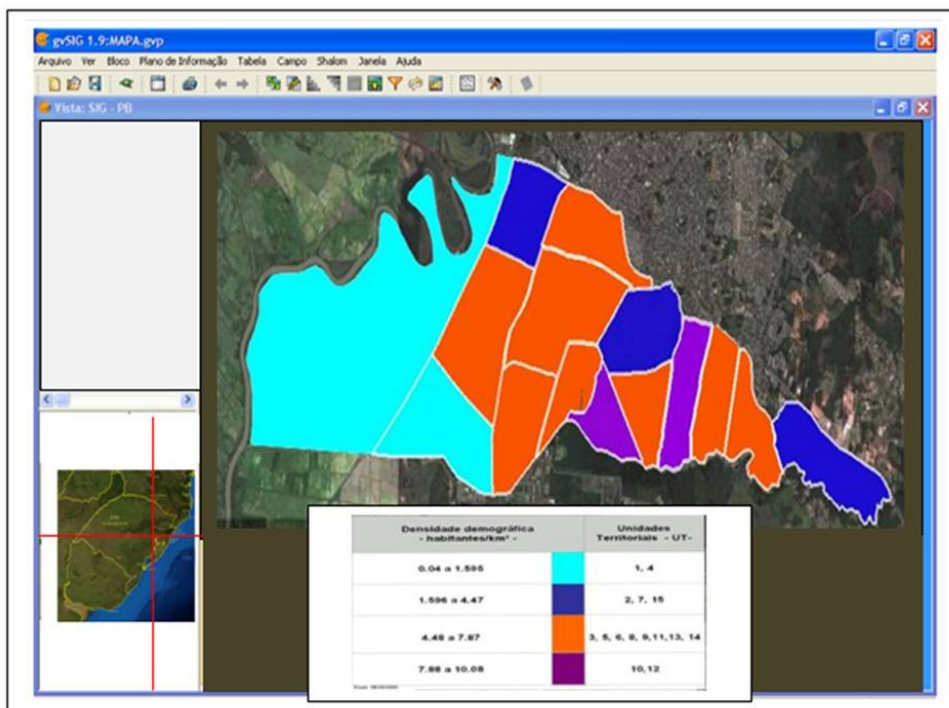 gvSIG 1.9:MAPA.gvp
Arquivo Ver Bloco Plano de Informação Tabela Campo Shalom Janela Ajuda
Vista: SIG - PB
Densidade demográfica
- habitantes/km² -
Unidades
Territoriais - UT-
0.04 a 1.595
1, 4
1.596 a 4.47
2, 7, 15
4.48 a 7.87
3, 5, 6, 8, 9,11,13, 14
7.88 a 10.08
10,12